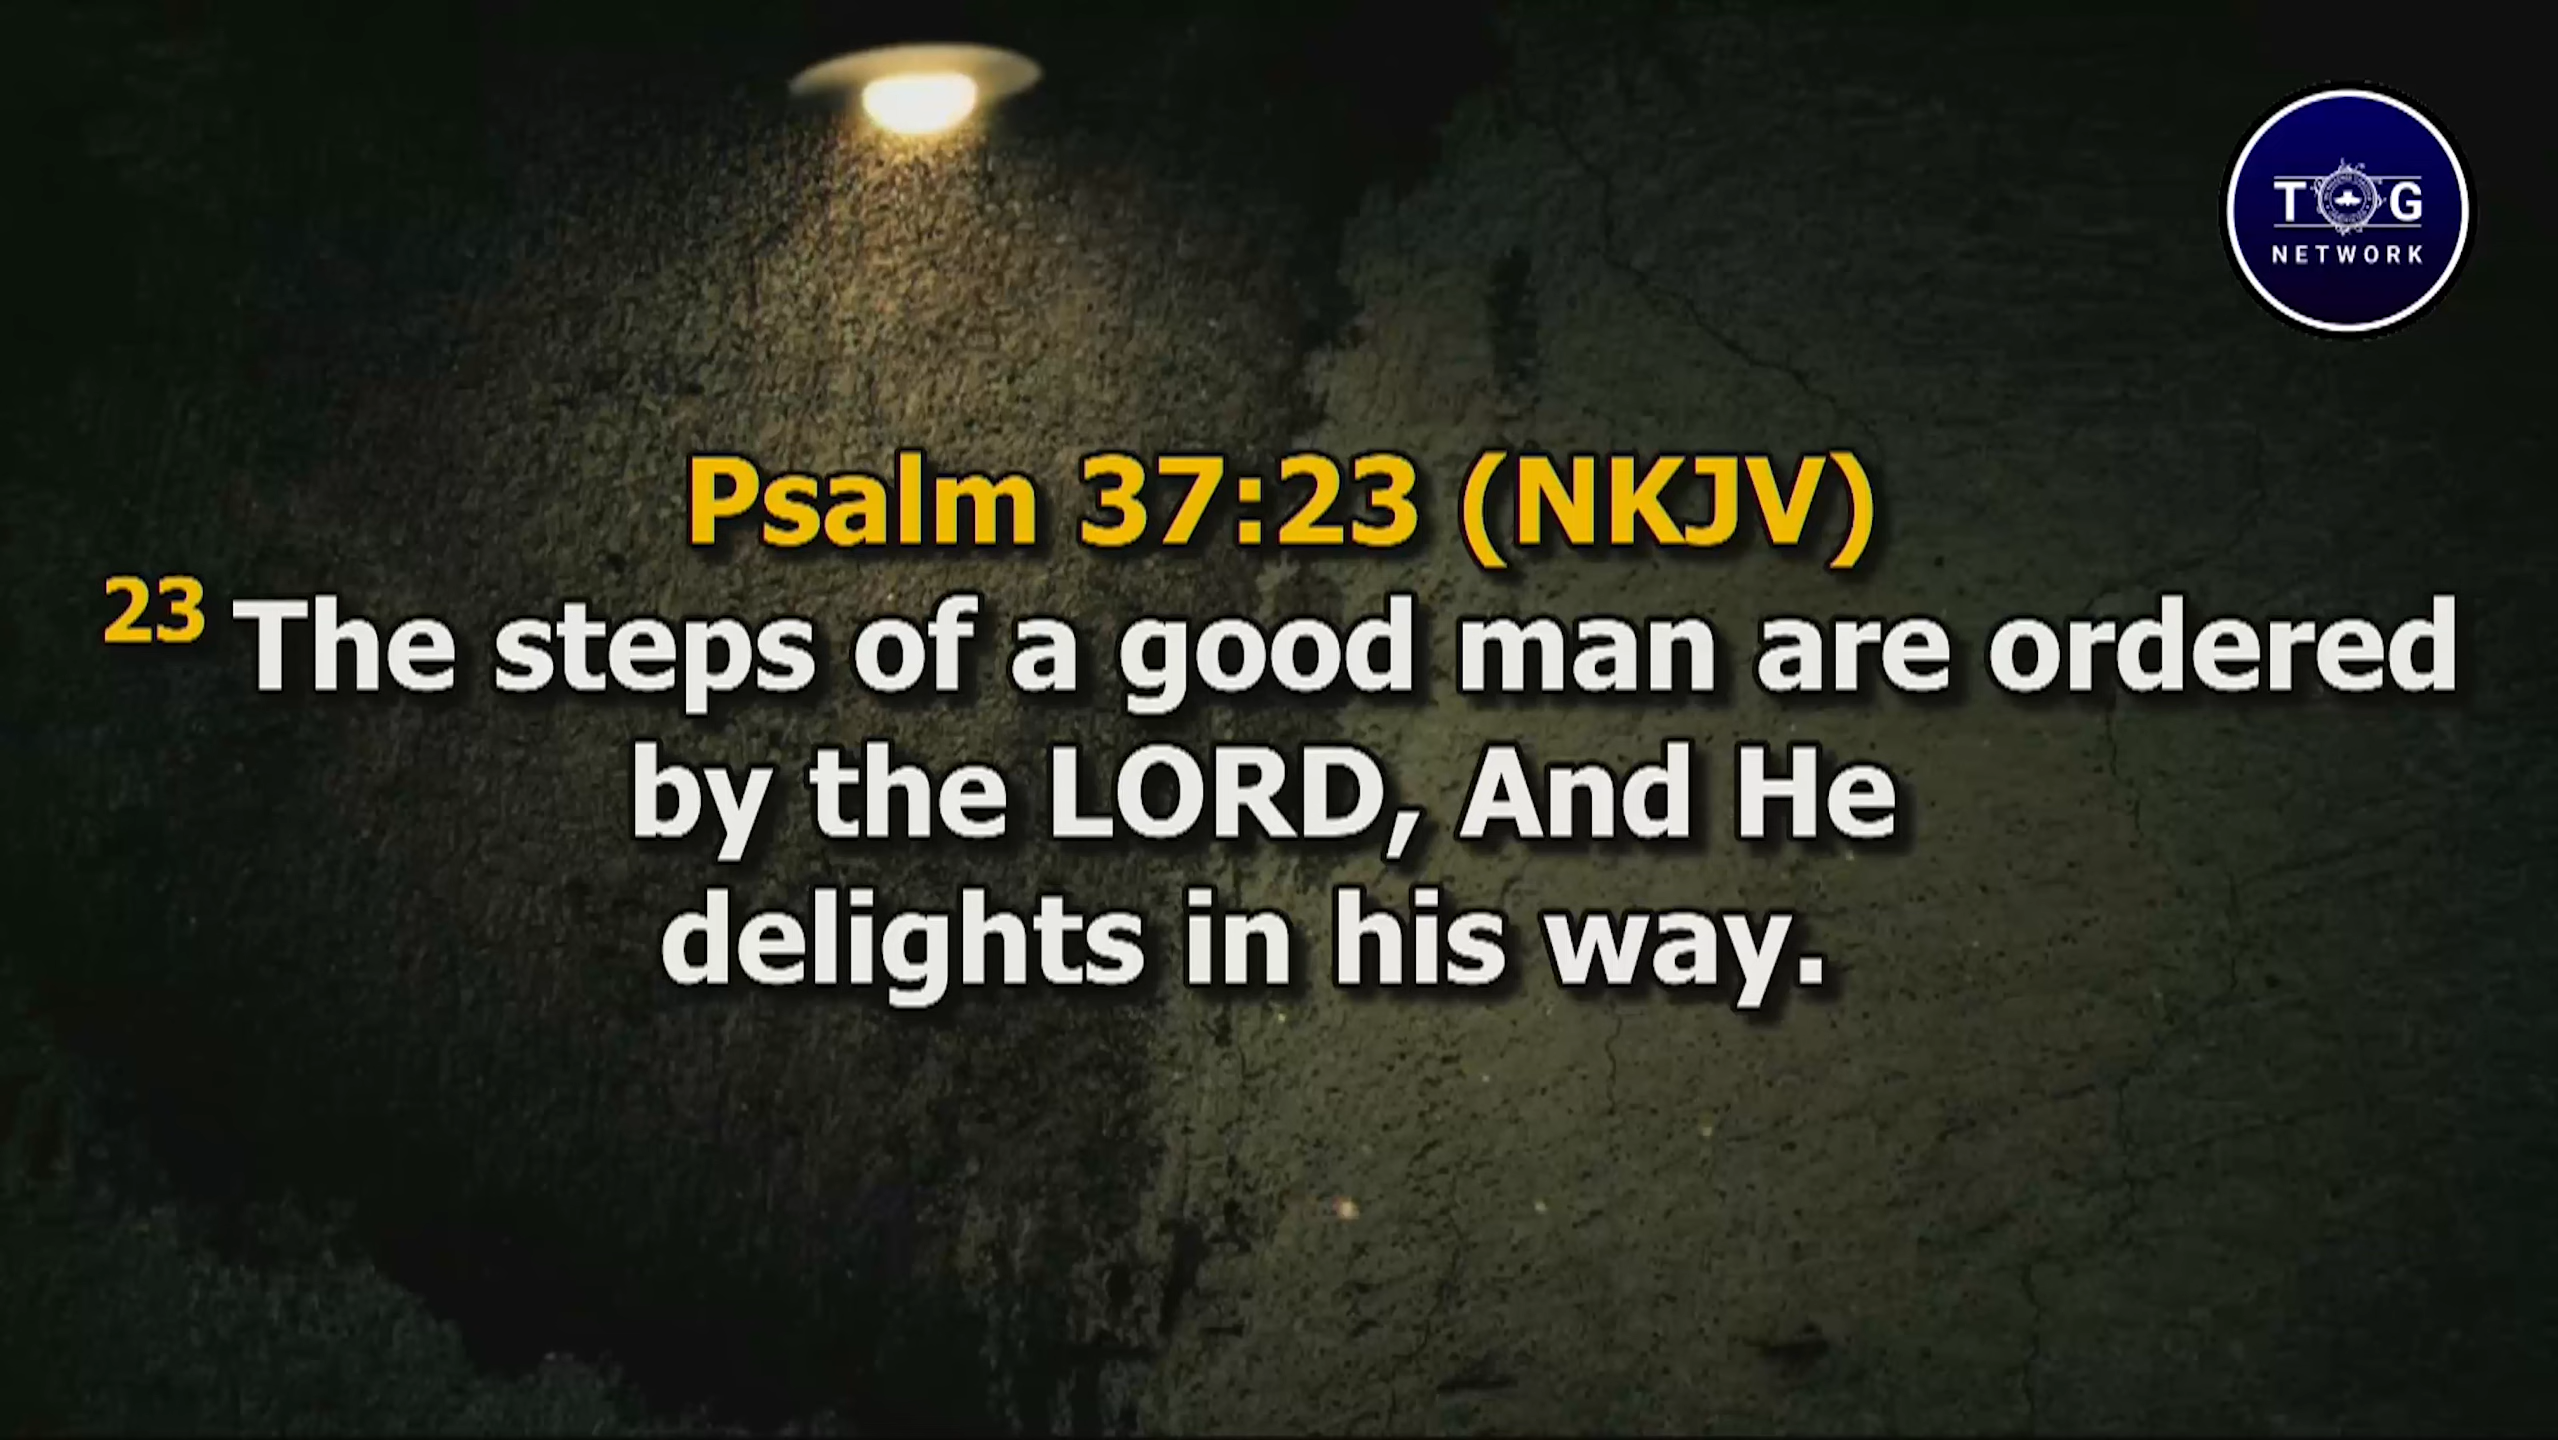 T G
NETWORK
Psalm 37:23 (NKJV)
23 The steps of a good man are ordered
by the LORD, And He
delights in his way.